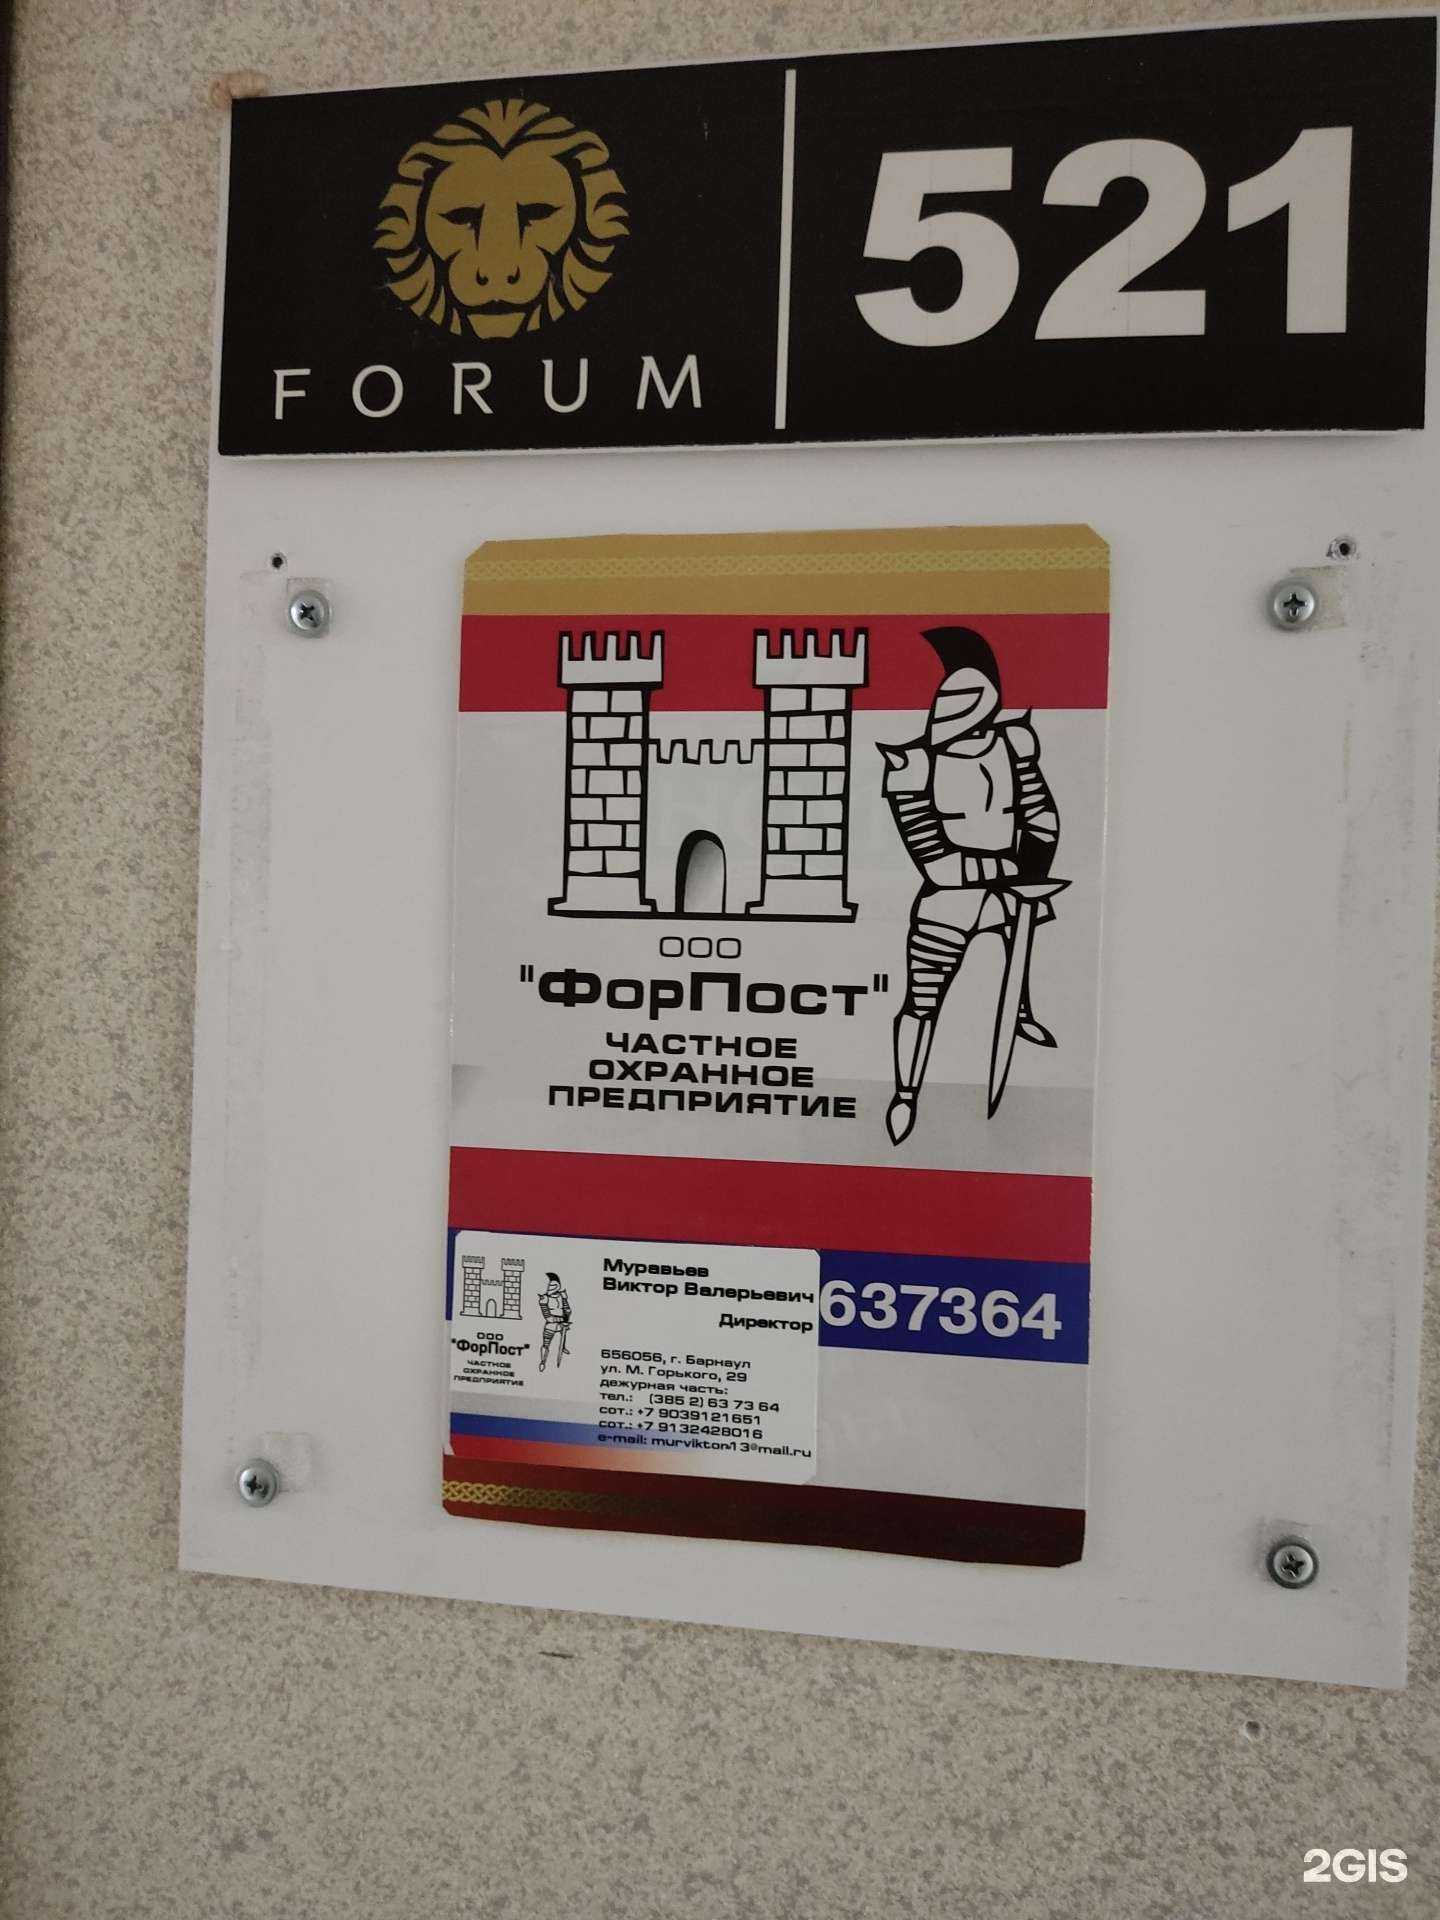 FORUM
521
ООО
"ФорПост"
ЧАСТНОЕ
ОХРАННОЕ
ПРЕДПРИЯТИЕ
637364
ООО
"ФорПост"
ЧАСТНОЕ
ОХРАННОЕ
ПРЕДПРИЯТИЕ
Муравьев
Виктор Валерьевич
Директор
656056, г. Барнаул
ул. М. Горького, 29
дежурная часть:
тел.: (385 2) 63 73 64
сот.: +7 9039121651
сот.: +7 9132428016
e-mail: murviktor13@mail.ru
2GIS